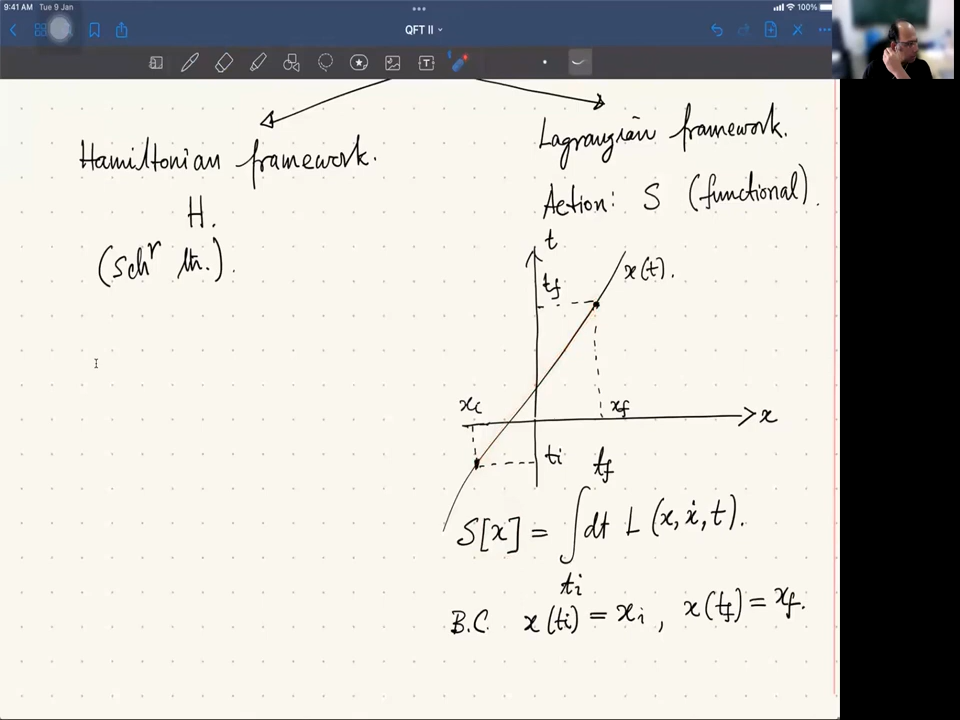 9:41 AM Tue 9 Jan
100%
QFT II
Hamiltonian framework.
H.
(Schr th.).
Lagrangian framework.
Action: S (functional).
t
x(t).
tf
xi
xf
x
ti
tf
S[x] = ∫dt L (x, ẋ, t).
ti
B.C. x(ti) = xi , x(tf) = xf.